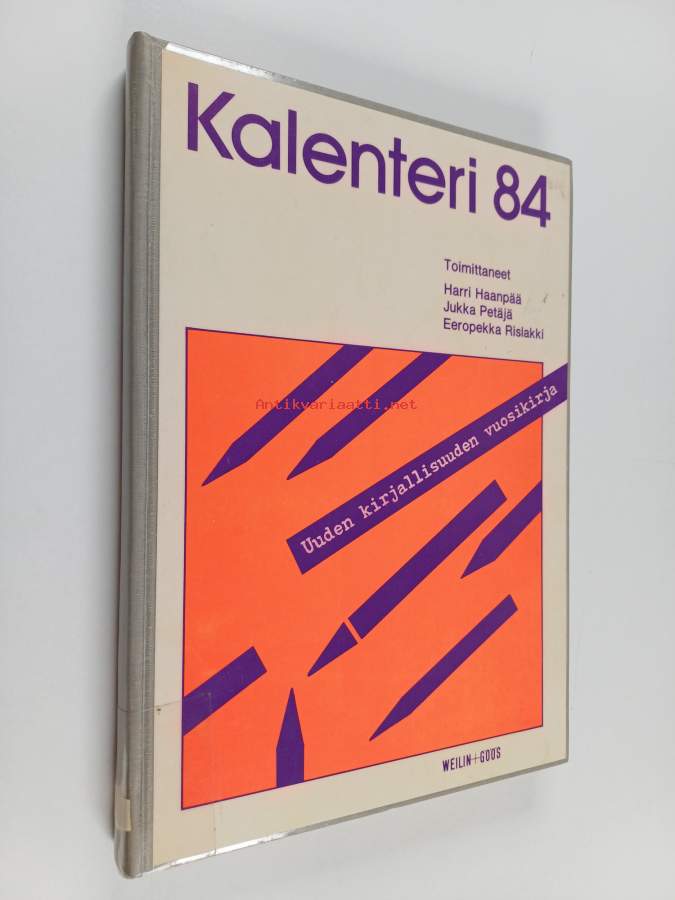 Kalenteri 84
Toimittaneet
Harri Haanpää
Jukka Petäjä
Eeropekka Rislakki
Antikvariaatti.net
Uuden kirjallisuuden vuosikirja
WEILIN+GÖÖS